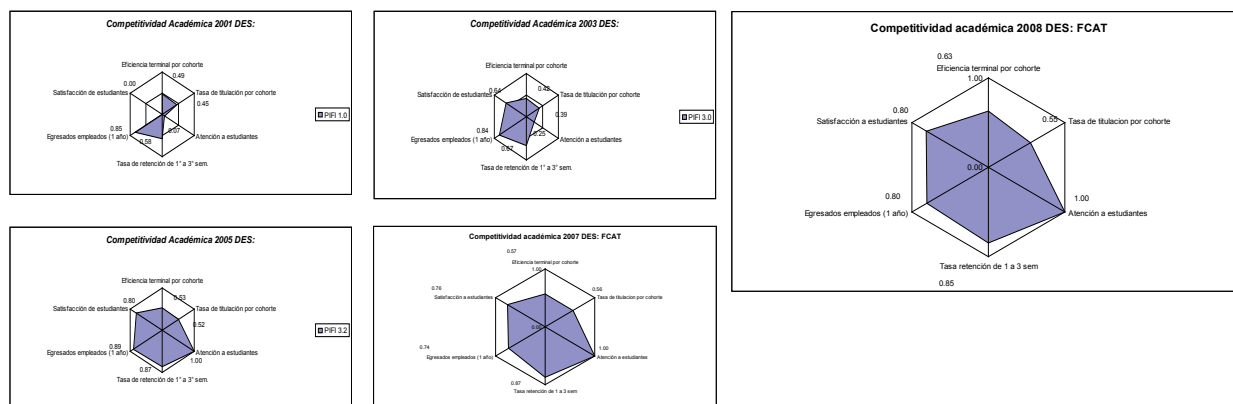 Competitividad Académica 2001 DES:
Eficiencia terminal por cohorte
0.49
0.00
Satisfacción de estudiantes
Tasa de titulación por cohorte
0.45
PIFI 1.0
0.85
0.07
Egresados empleados (1 año)
Atención a estudiantes
0.58
Tasa de retención de 1° a 3° sem.
Competitividad Académica 2003 DES:
Eficiencia terminal por cohorte
0.64
0.42
Satisfacción de estudiantes
Tasa de titulación por cohorte
0.39
PIFI 3.0
0.84
0.25
Egresados empleados (1 año)
Atención a estudiantes
0.67
Tasa de retención de 1° a 3° sem.
Competitividad académica 2008 DES: FCAT
0.63
Eficiencia terminal por cohorte
1.00
0.80
0.55
Satisfacción a estudiantes
Tasa de titulacion por cohorte
0.00
0.80
1.00
Egresados empleados (1 año)
Atención a estudiantes
Tasa retención de 1 a 3 sem
0.85
Competitividad Académica 2005 DES:
Eficiencia terminal por cohorte
0.80
0.53
Satisfacción de estudiantes
Tasa de titulación por cohorte
0.52
PIFI 3.2
0.89
Egresados empleados (1 año)
Atención a estudiantes
1.00
0.87
Tasa de retención de 1° a 3° sem.
Competitividad académica 2007 DES: FCAT
0.57
Eficiencia terminal por cohorte
1.00
0.76
0.56
Satisfacción a estudiantes
Tasa de titulacion por cohorte
0.00
0.74
1.00
Egresados empleados (1 año)
Atención a estudiantes
0.87
Tasa retención de 1 a 3 sem